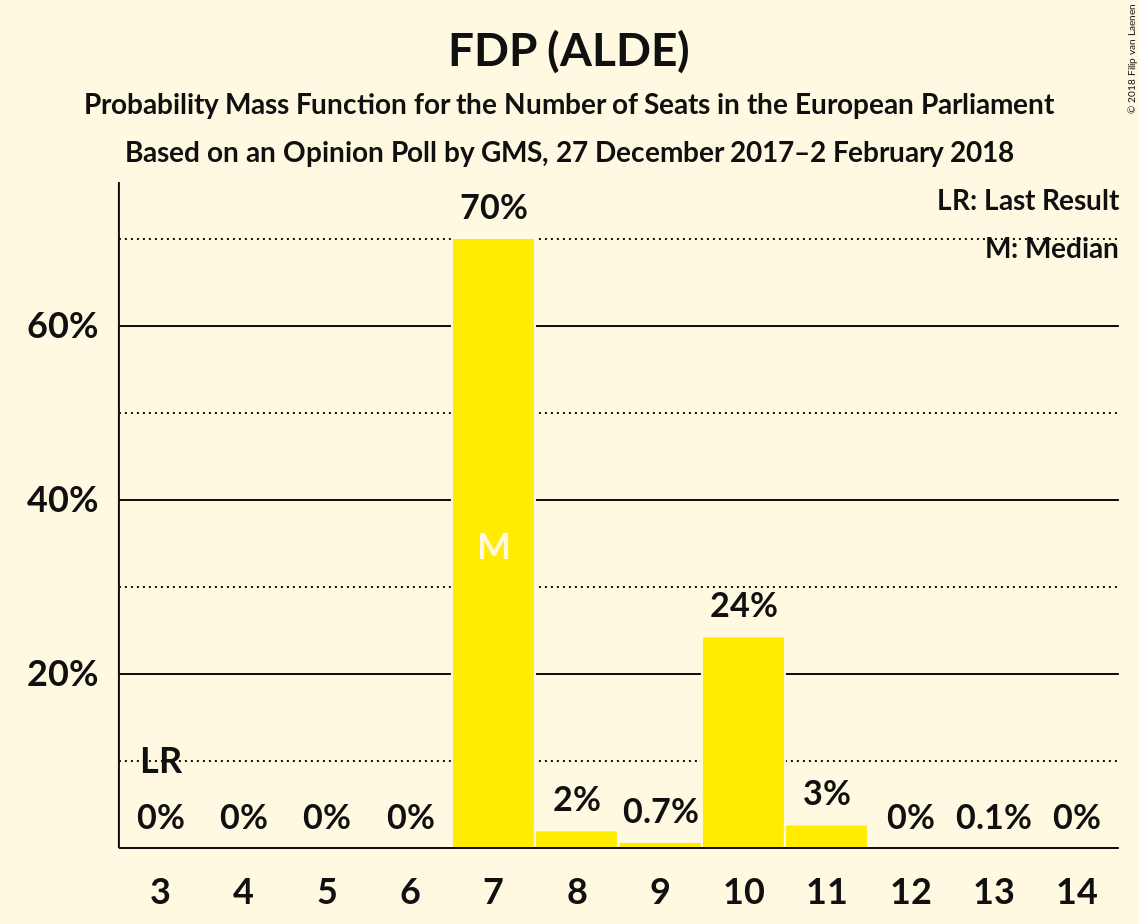 FDP (ALDE)
Probability Mass Function for the Number of Seats in the European Parliament
Based on an Opinion Poll by GMS, 27 December 2017–2 February 2018
© 2018 Filip van Laenen
LR: Last Result
M: Median
70%
60%
40%
M
24%
20%
LR
0% 0% 0% 0% 2% 0.7% 3% 0% 0.1% 0%
3 4 5 6 7 8 9 10 11 12 13 14